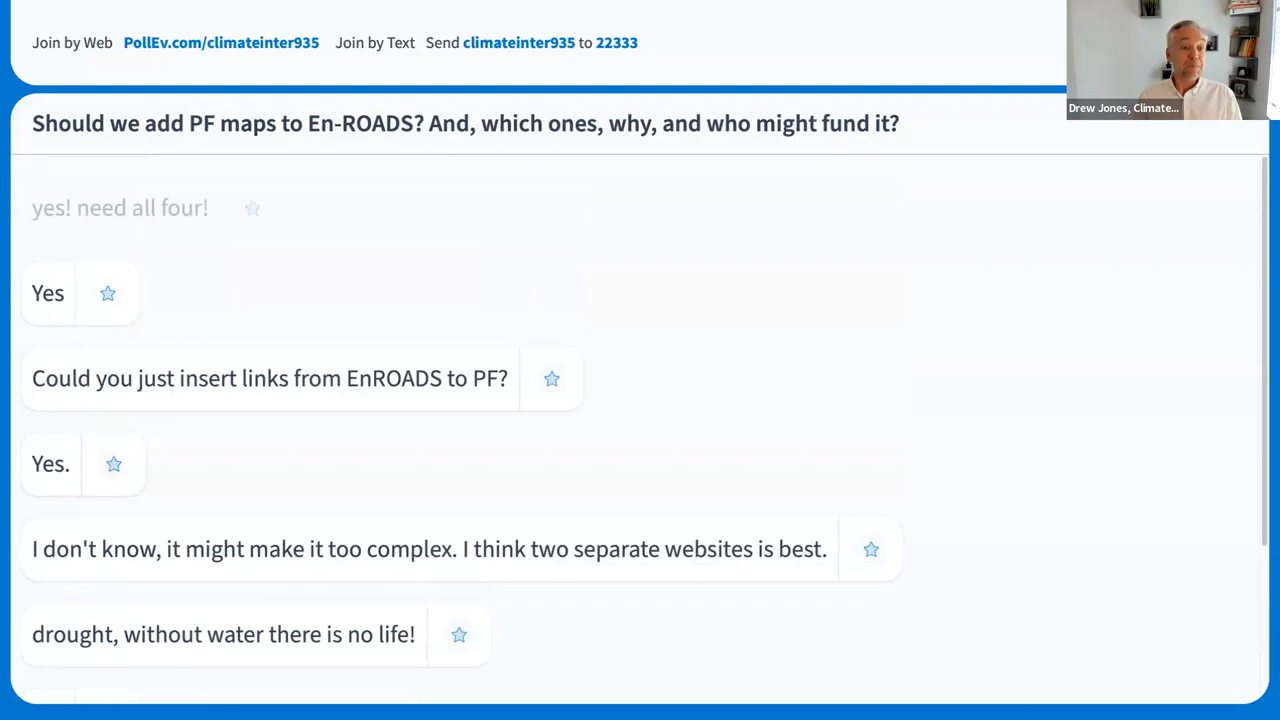 Join by Web PollEv.com/climateinter935 Join by Text Send climateinter935 to 22333
Drew Jones, Climate...
Should we add PF maps to En-ROADS? And, which ones, why, and who might fund it?
yes! need all four!
Yes
Could you just insert links from EnROADS to PF?
Yes.
I don't know, it might make it too complex. I think two separate websites is best.
drought, without water there is no life!